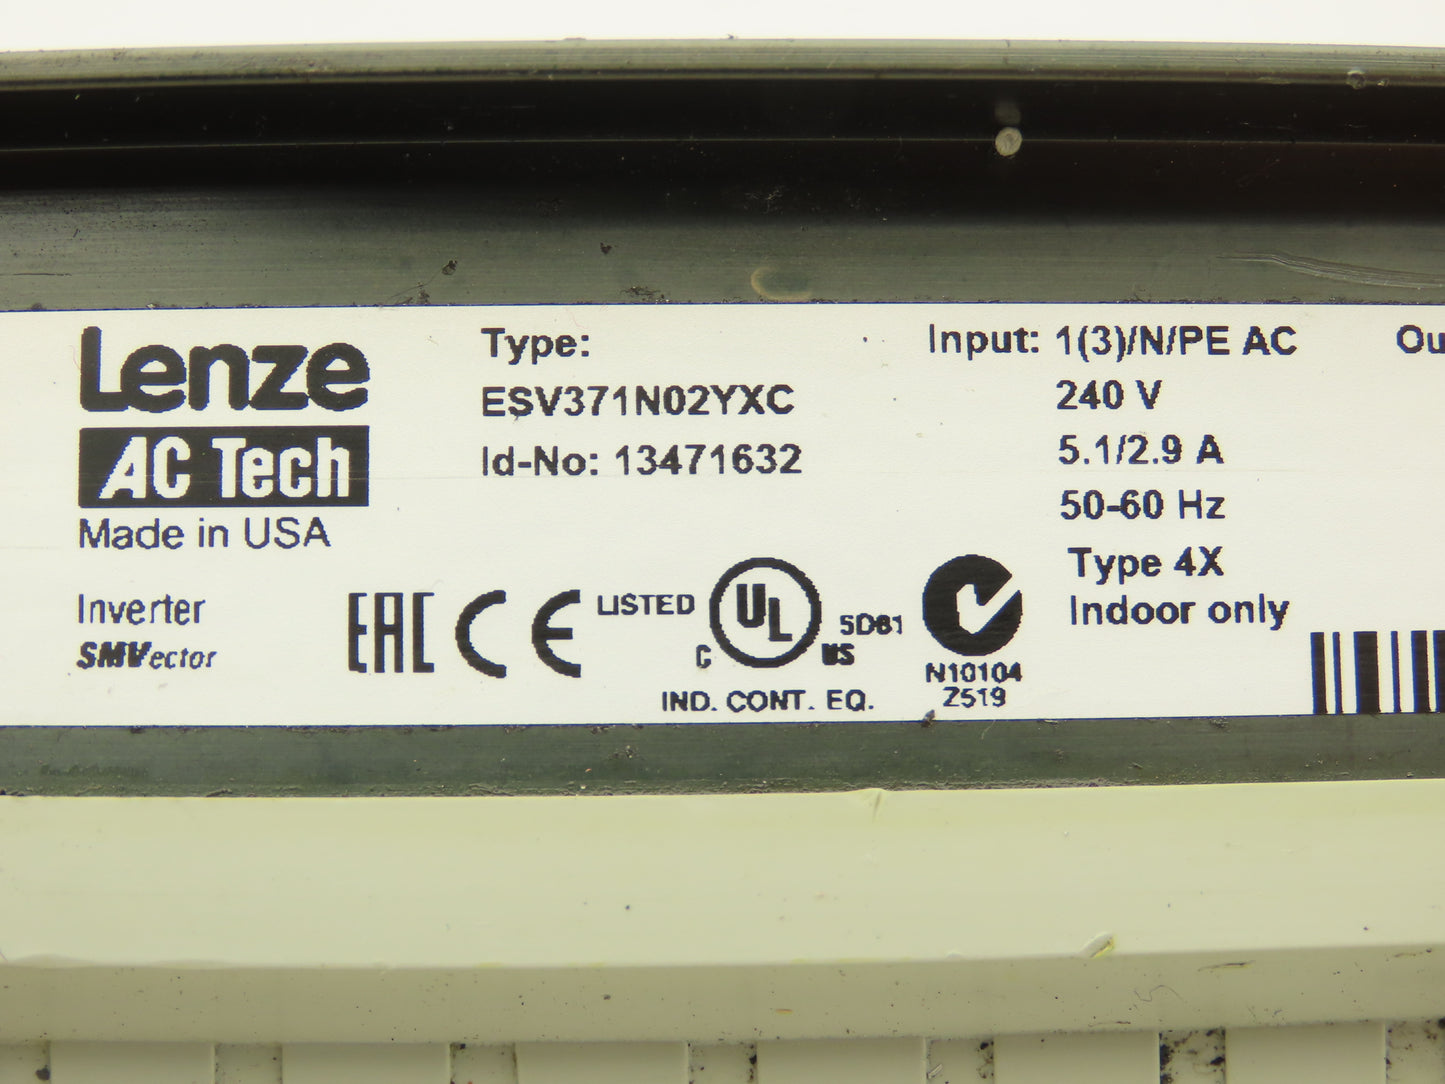 Lenze
AC Tech
Made in USA
Inverter
SMVector
Type:
ESV371N02YXC
Id-No: 13471632
EAC CE
LISTED
UL
C US
5D81
IND. CONT. EQ.
N10104
Z519
Input: 1(3)/N/PE AC
240 V
5.1/2.9 A
50-60 Hz
Type 4X
Indoor only
Ou